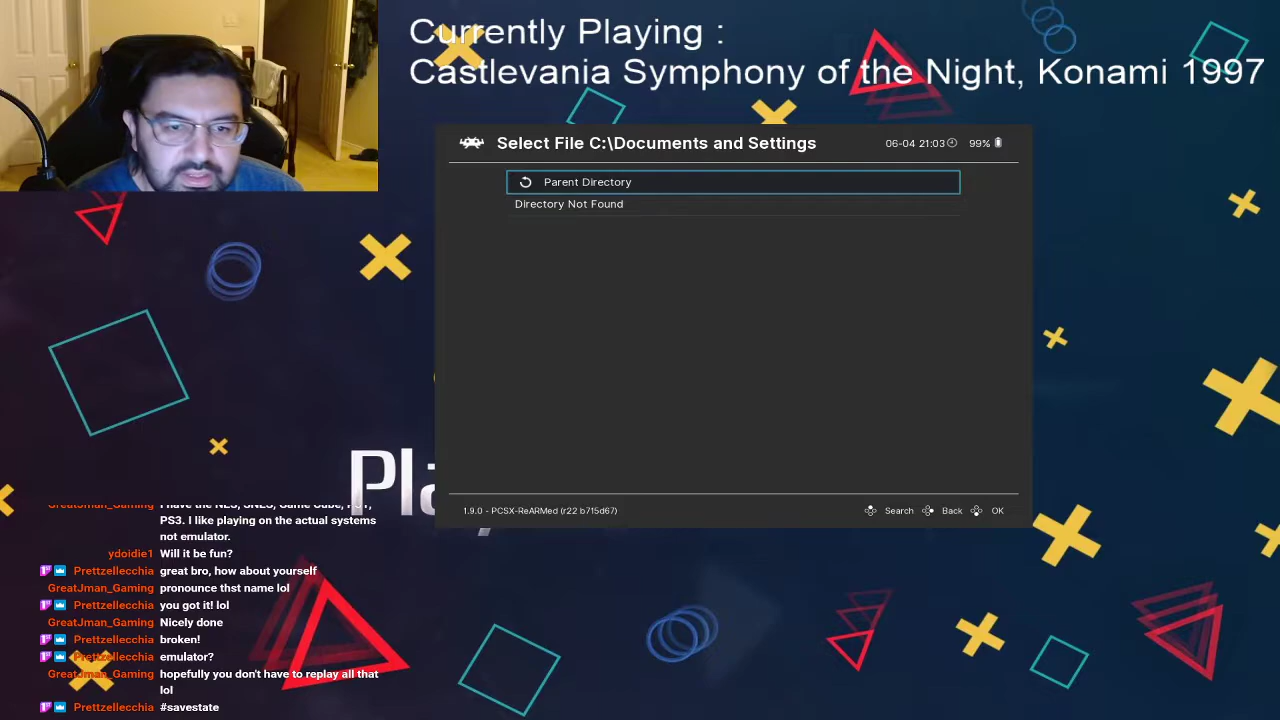 Currently Playing :
Castlevania Symphony of the Night, Konami 1997
Select File C:\Documents and Settings
06-04 21:03
99%
Parent Directory
Directory Not Found
1.9.0 - PCSX-ReARMed (r22 b715d67)
Search
Back
OK
Pla
GreatJman_Gaming I have the NES, SNES, Game Cube, PS1,
PS3. I like playing on the actual systems
not emulator.
ydoidie1 Will it be fun?
Prettzellecchia great bro, how about yourself
GreatJman_Gaming pronounce thst name lol
Prettzellecchia you got it! lol
GreatJman_Gaming Nicely done
Prettzellecchia broken!
Prettzellecchia emulator?
GreatJman_Gaming hopefully you don't have to replay all that
lol
Prettzellecchia #savestate